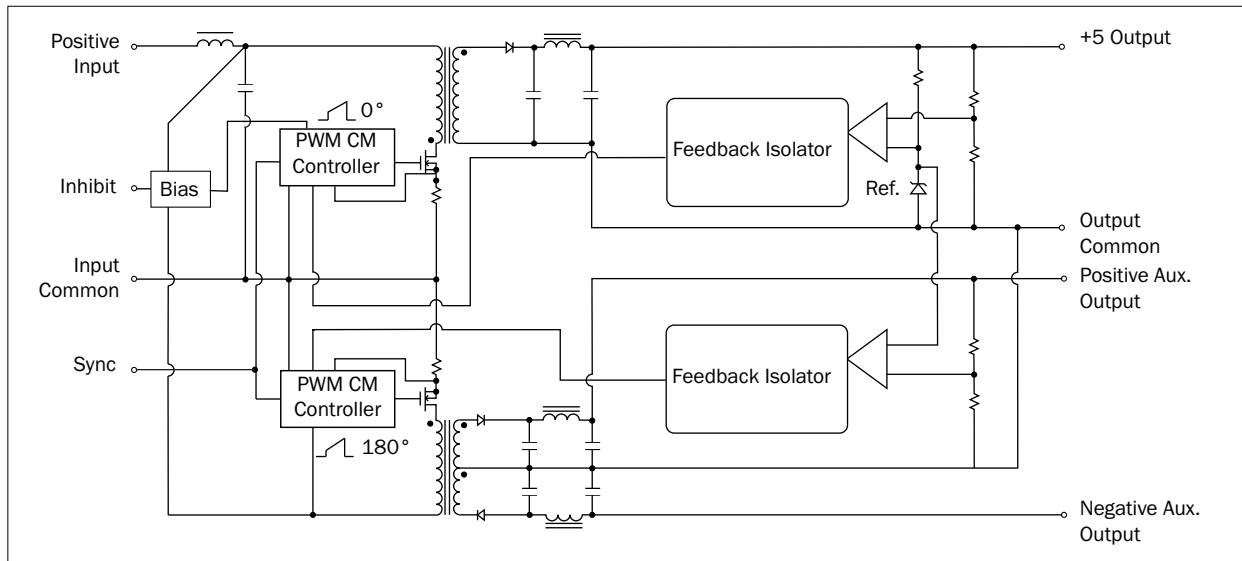 Positive
Input
+5 Output
0°
PWM CM
Controller
Feedback Isolator
Inhibit
Bias
Ref.
Output
Common
Input
Common
Positive Aux.
Output
Sync
PWM CM
Controller
Feedback Isolator
180°
Negative Aux.
Output